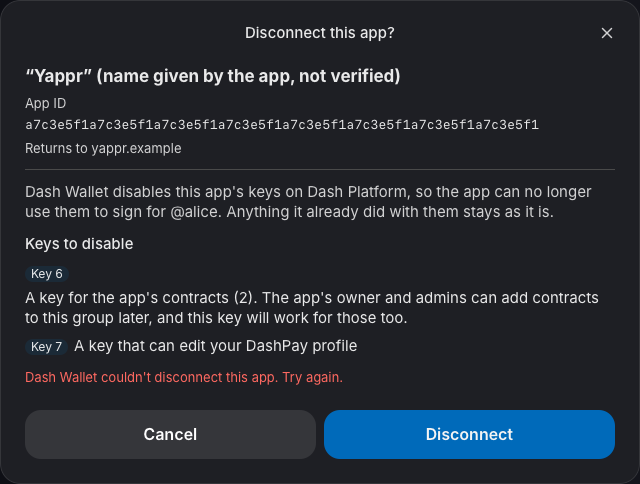 Disconnect this app?
“Yappr” (name given by the app, not verified)
App ID
a7c3e5f1a7c3e5f1a7c3e5f1a7c3e5f1a7c3e5f1a7c3e5f1a7c3e5f1a7c3e5f1
Returns to yappr.example
Dash Wallet disables this app's keys on Dash Platform, so the app can no longer
use them to sign for @alice. Anything it already did with them stays as it is.
Keys to disable
Key 6
A key for the app's contracts (2). The app's owner and admins can add contracts
to this group later, and this key will work for those too.
Key 7 A key that can edit your DashPay profile
Dash Wallet couldn't disconnect this app. Try again.
Cancel Disconnect